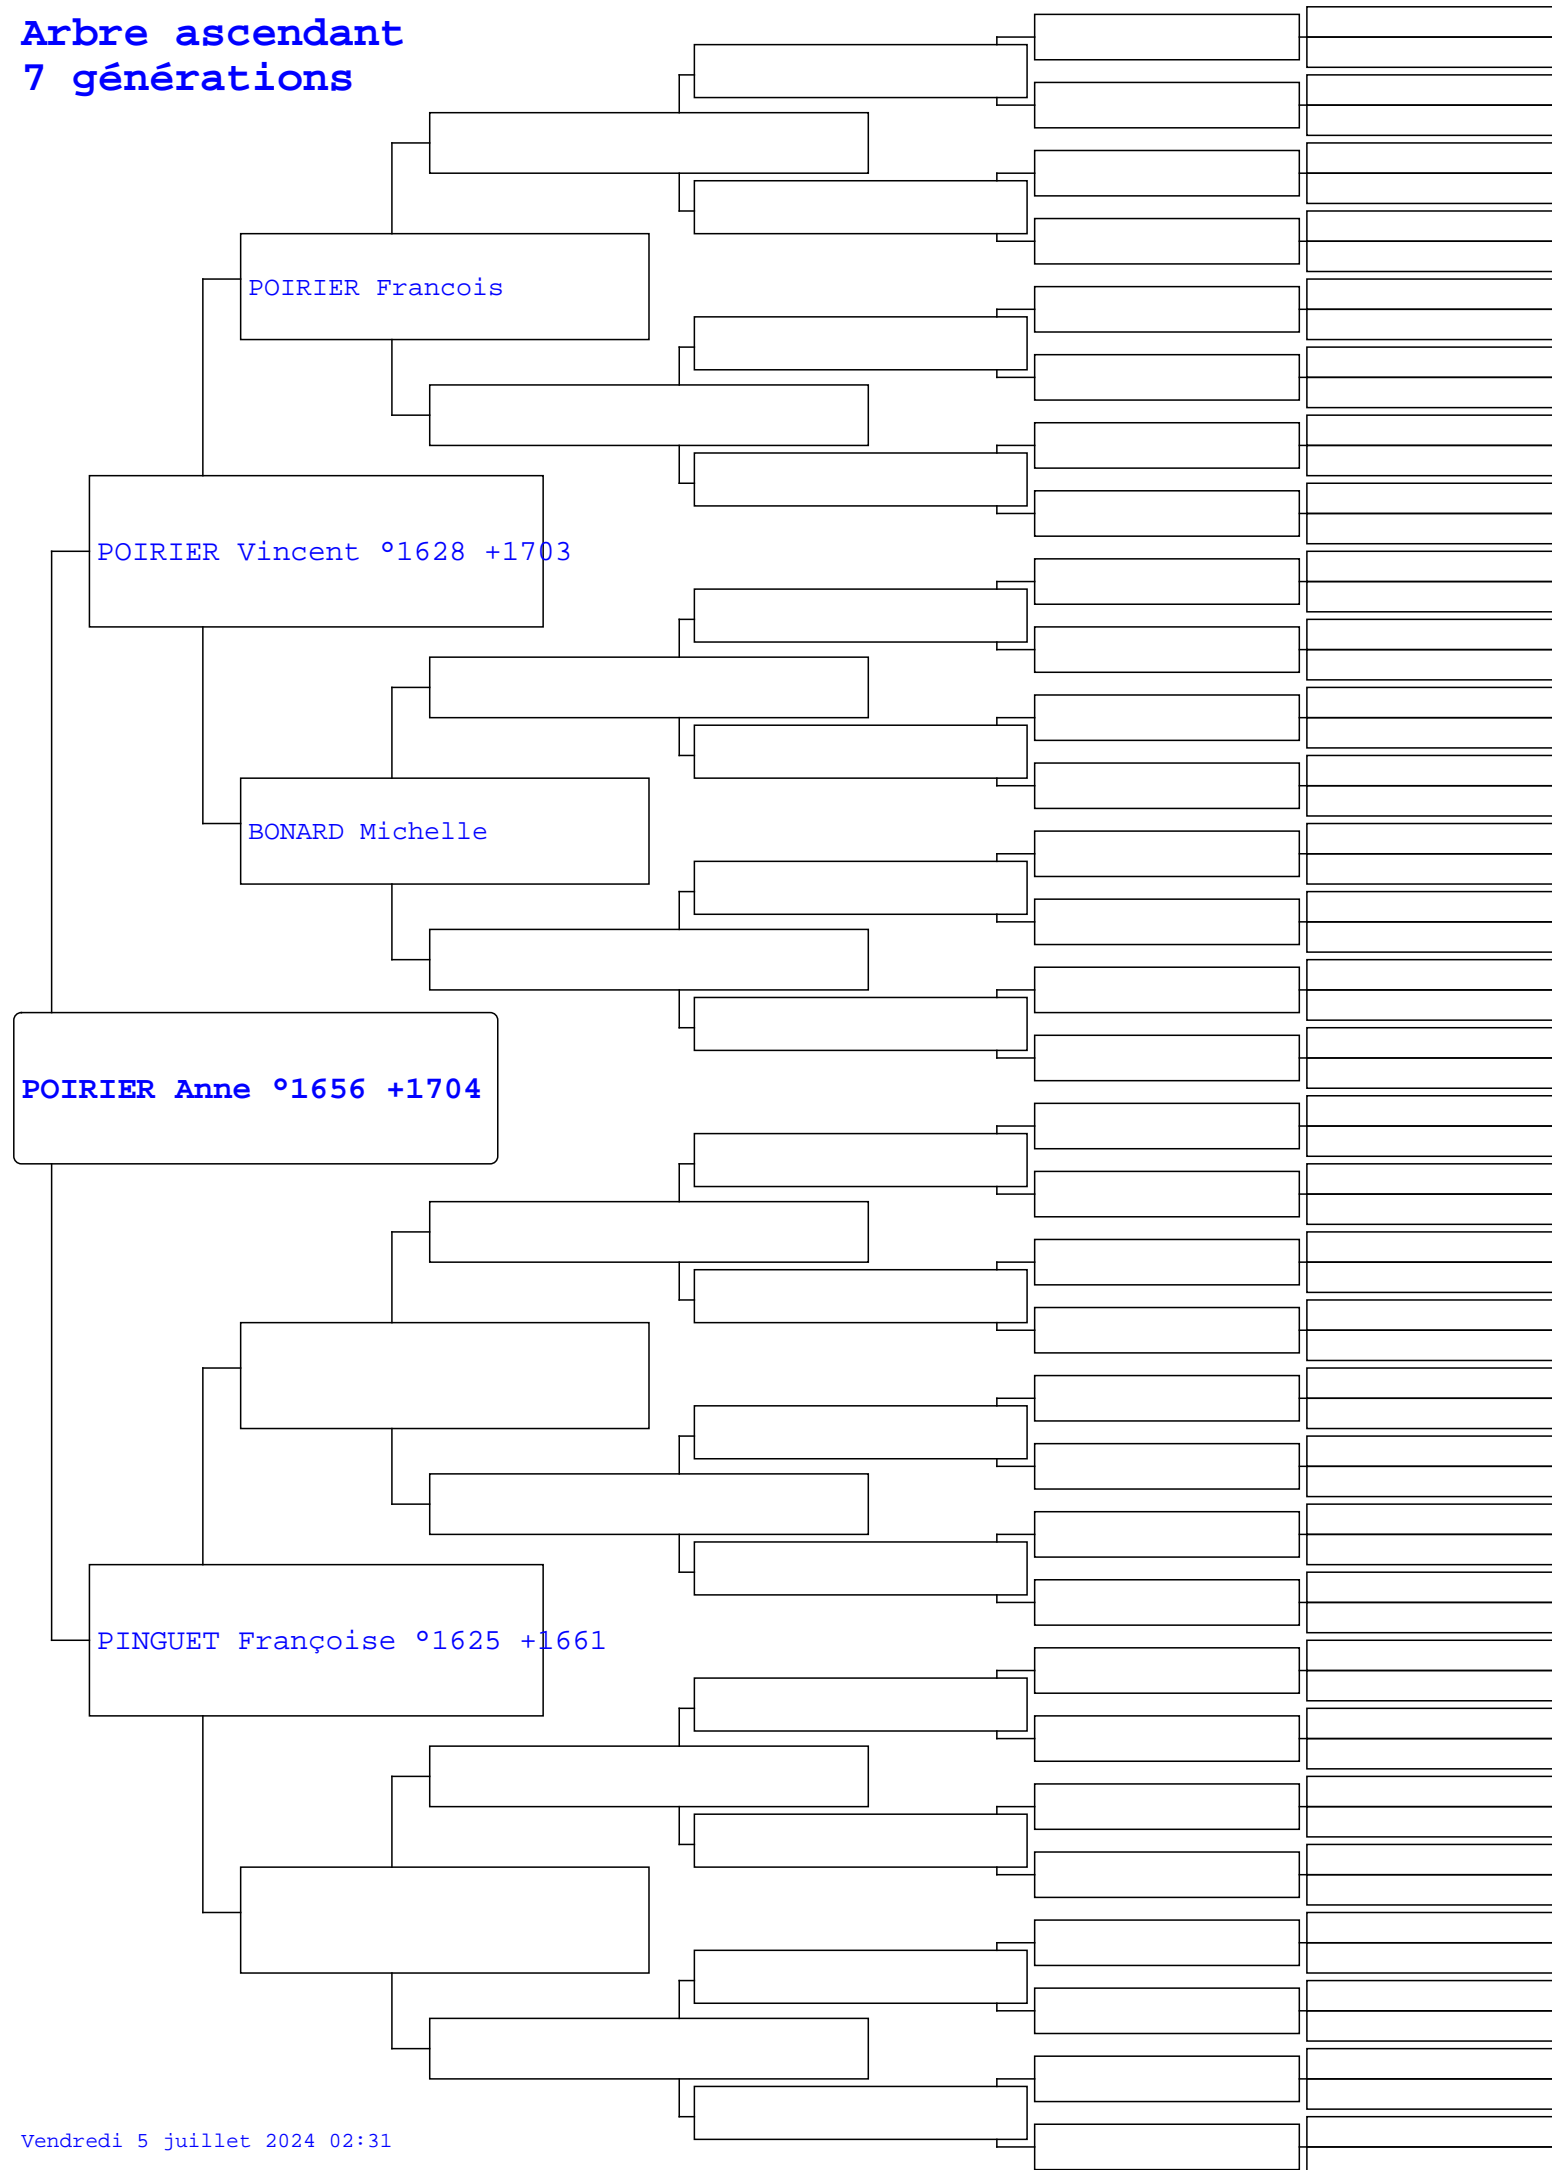 Arbre ascendant
7 générations
POIRIER Francois
POIRIER Vincent °1628 +1703
BONARD Michelle
POIRIER Anne °1656 +1704
PINGUET Françoise °1625 +1661
Vendredi 5 juillet 2024 02:31